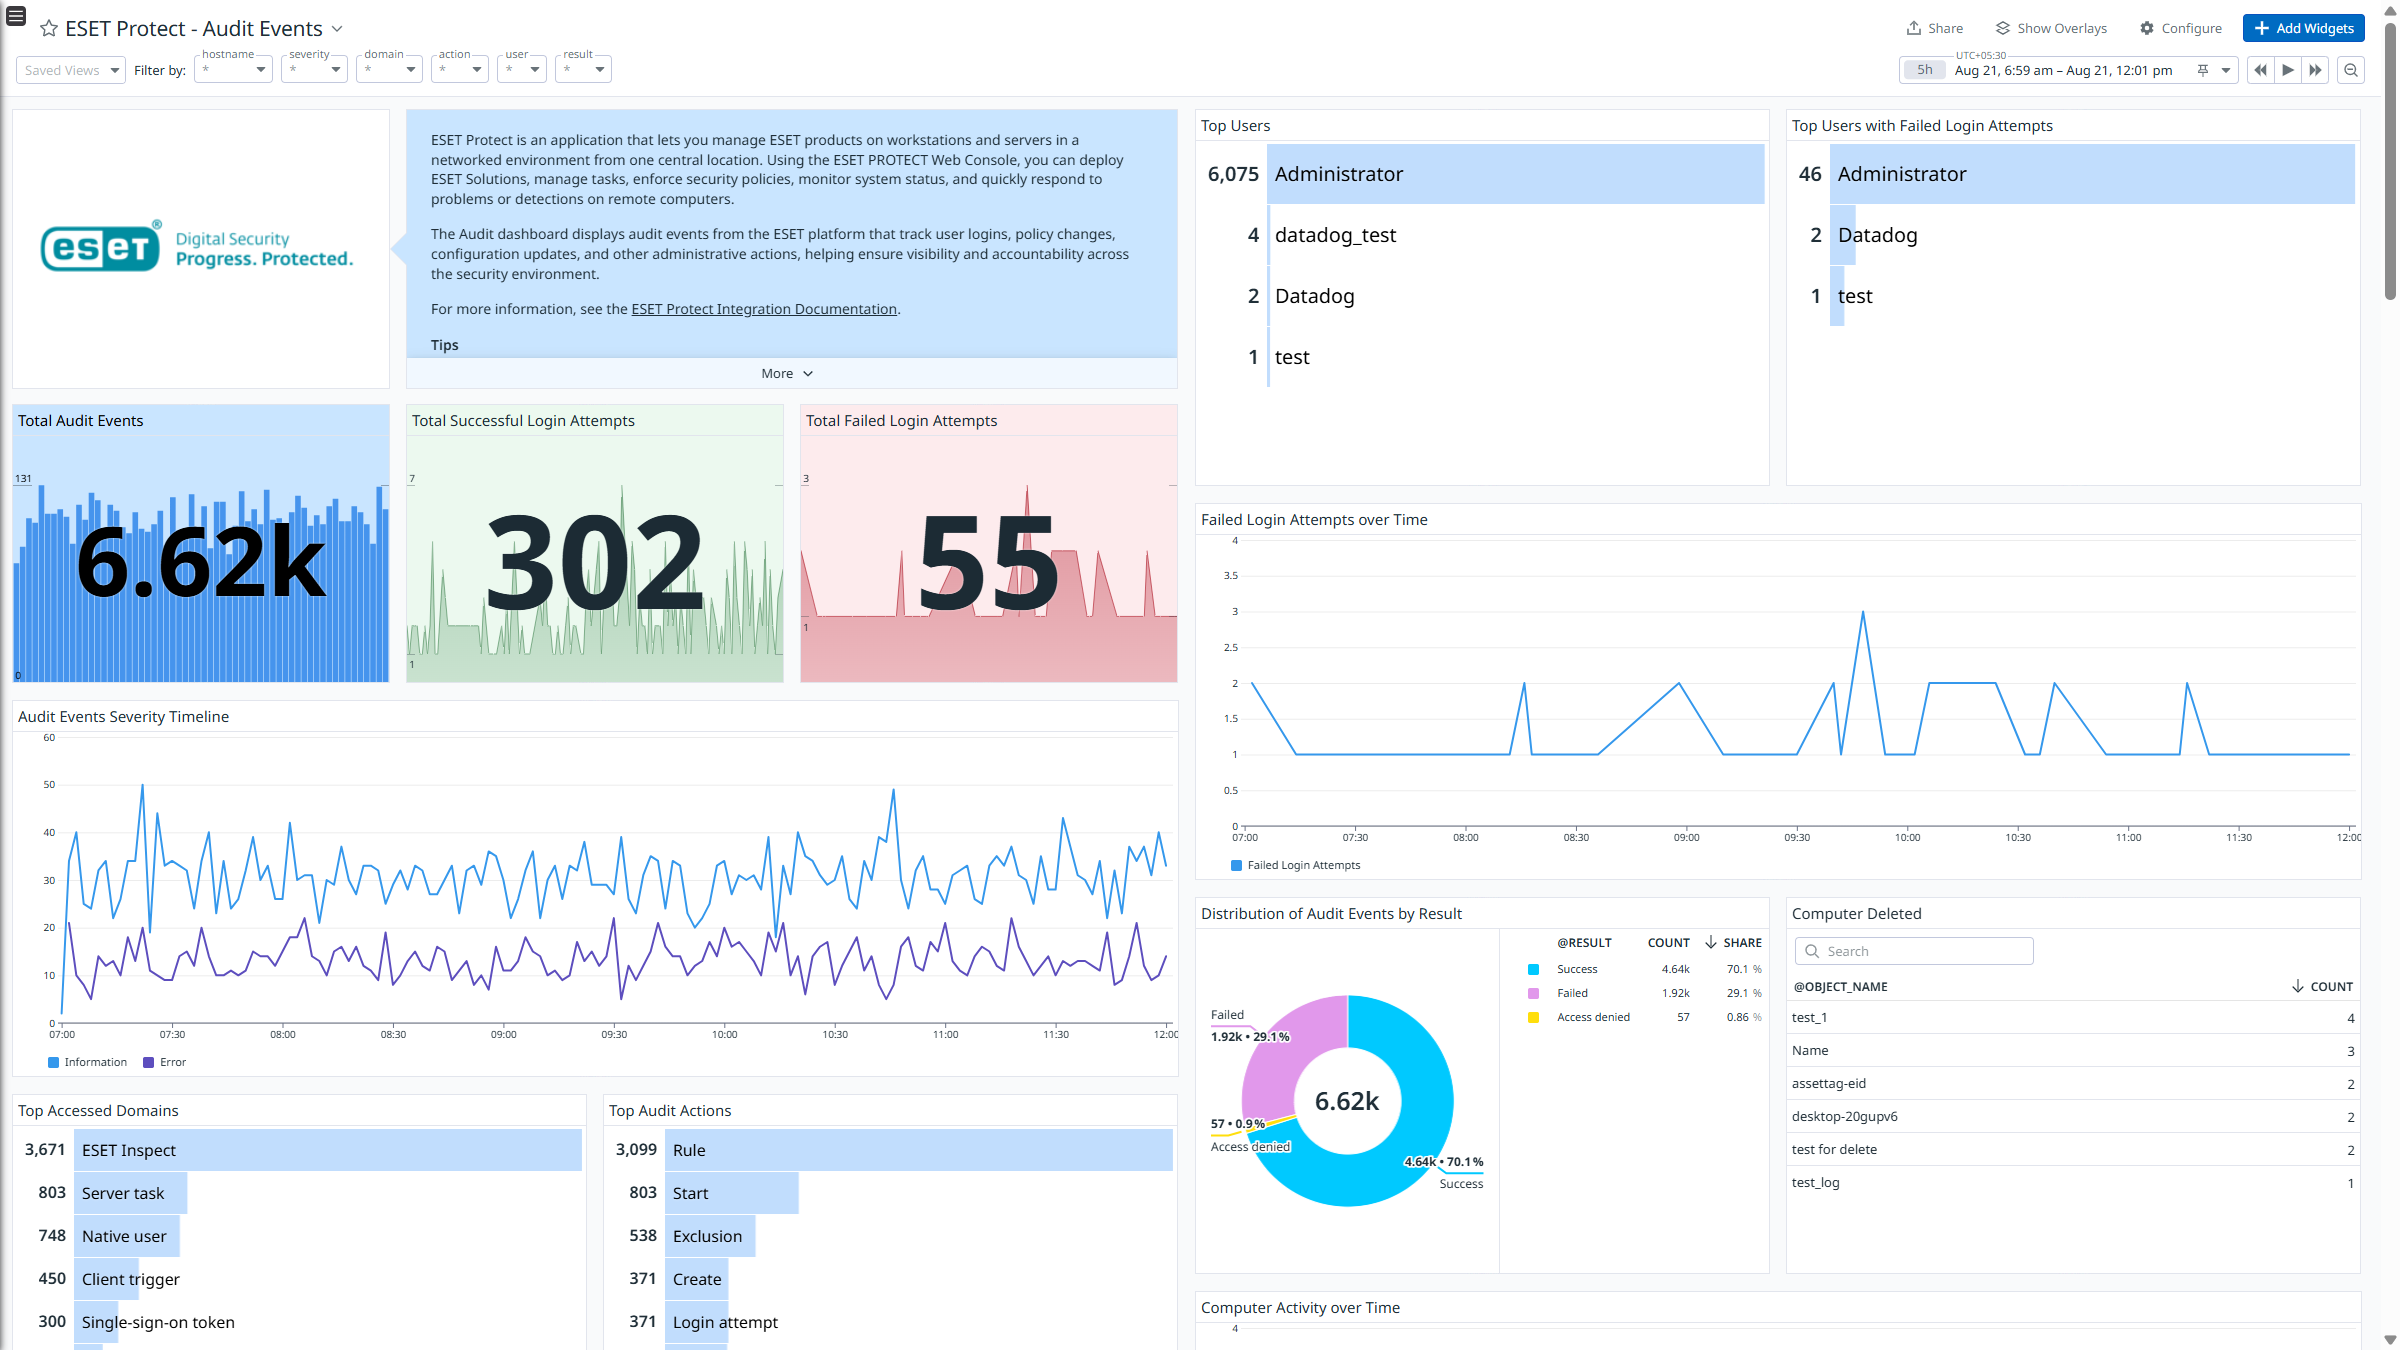 ESET Protect - Audit Events
Share
Show Overlays
Configure
Add Widgets
Saved Views
Filter by:
hostname
*
severity
*
domain
*
action
*
user
*
result
*
UTC+05:30
5h
Aug 21, 6:59 am – Aug 21, 12:01 pm
eset®
Digital Security
Progress. Protected.
ESET Protect is an application that lets you manage ESET products on workstations and servers in a
networked environment from one central location. Using the ESET PROTECT Web Console, you can deploy
ESET Solutions, manage tasks, enforce security policies, monitor system status, and quickly respond to
problems or detections on remote computers.
The Audit dashboard displays audit events from the ESET platform that track user logins, policy changes,
configuration updates, and other administrative actions, helping ensure visibility and accountability across
the security environment.
For more information, see the ESET Protect Integration Documentation.
Tips
More
Top Users
6,075 Administrator
4 datadog_test
2 Datadog
1 test
Top Users with Failed Login Attempts
46 Administrator
2 Datadog
1 test
Total Audit Events
131
6.62k
0
Total Successful Login Attempts
7
302
1
Total Failed Login Attempts
3
55
1
Failed Login Attempts over Time
4
3.5
3
2.5
2
1.5
1
0.5
0
07:00 07:30 08:00 08:30 09:00 09:30 10:00 10:30 11:00 11:30 12:00
Failed Login Attempts
Audit Events Severity Timeline
60
50
40
30
20
10
0
07:00 07:30 08:00 08:30 09:00 09:30 10:00 10:30 11:00 11:30 12:00
Information Error
Distribution of Audit Events by Result
Failed
1.92k • 29.1%
57 • 0.9%
Access denied
6.62k
4.64k • 70.1%
Success
@RESULT COUNT SHARE
Success 4.64k 70.1 %
Failed 1.92k 29.1 %
Access denied 57 0.86 %
Computer Deleted
Search
@OBJECT_NAME COUNT
test_1 4
Name 3
assettag-eid 2
desktop-20gupv6 2
test for delete 2
test_log 1
Top Accessed Domains
3,671 ESET Inspect
803 Server task
748 Native user
450 Client trigger
300 Single-sign-on token
Top Audit Actions
3,099 Rule
803 Start
538 Exclusion
371 Create
371 Login attempt
Computer Activity over Time
4